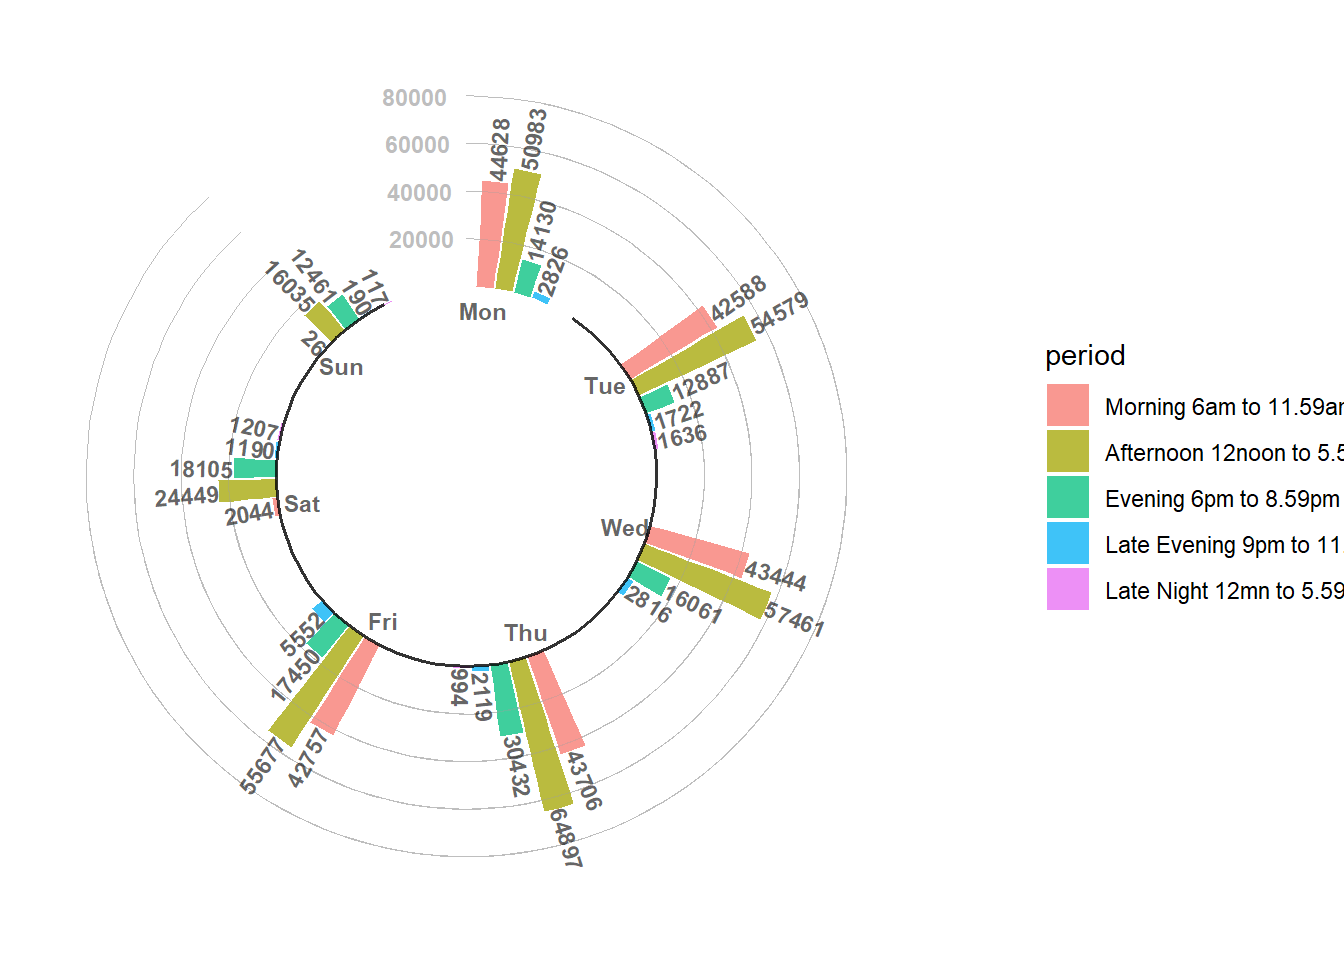 80000
60000
40000
20000
44628
50983
14130
2826
Mon
42588
54579
12887
1722
1636
Tue
43444
57461
16061
2816
Wed
43706
64897
30432
2119
994
Thu
42757
55677
17450
5552
Fri
2044
24449
18105
1190
1207
Sat
26
16035
12461
190
117
Sun
period
Morning 6am to 11.59am
Afternoon 12noon to 5.5
Evening 6pm to 8.59pm
Late Evening 9pm to 11.
Late Night 12mn to 5.59